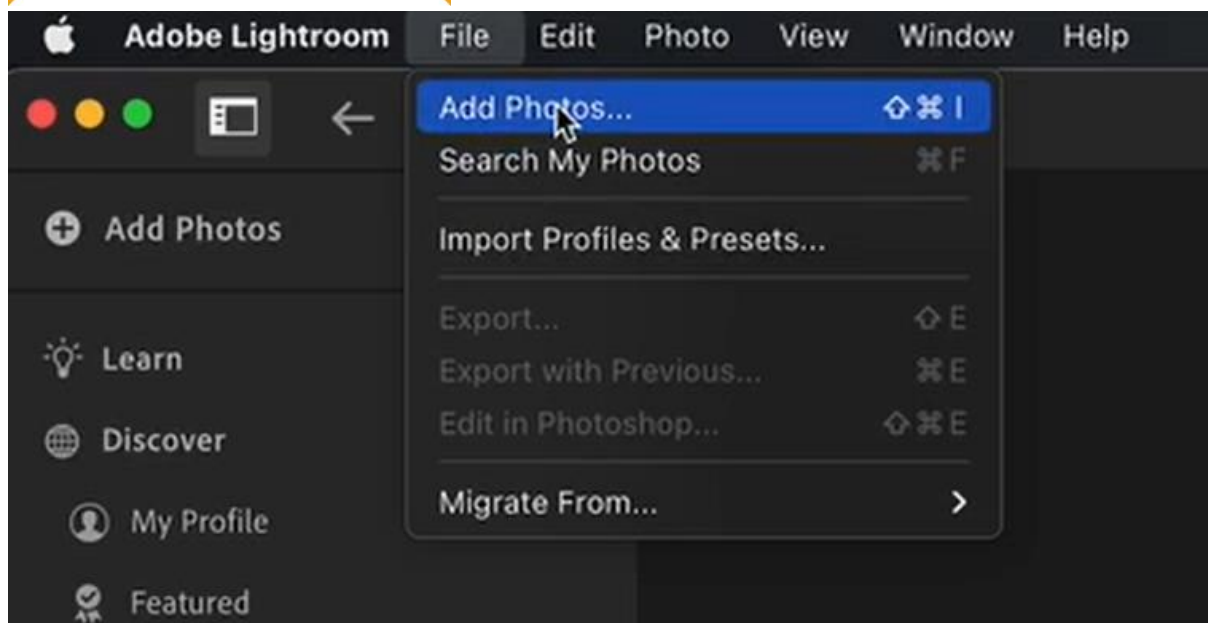 Adobe Lightroom File Edit Photo View Window Help
Add Photos... ⇧⌘I
Search My Photos ⌘F
Import Profiles & Presets...
Export... ⇧E
Export with Previous... ⌘E
Edit in Photoshop... ⇧⌘E
Migrate From...
Add Photos
Learn
Discover
My Profile
Featured